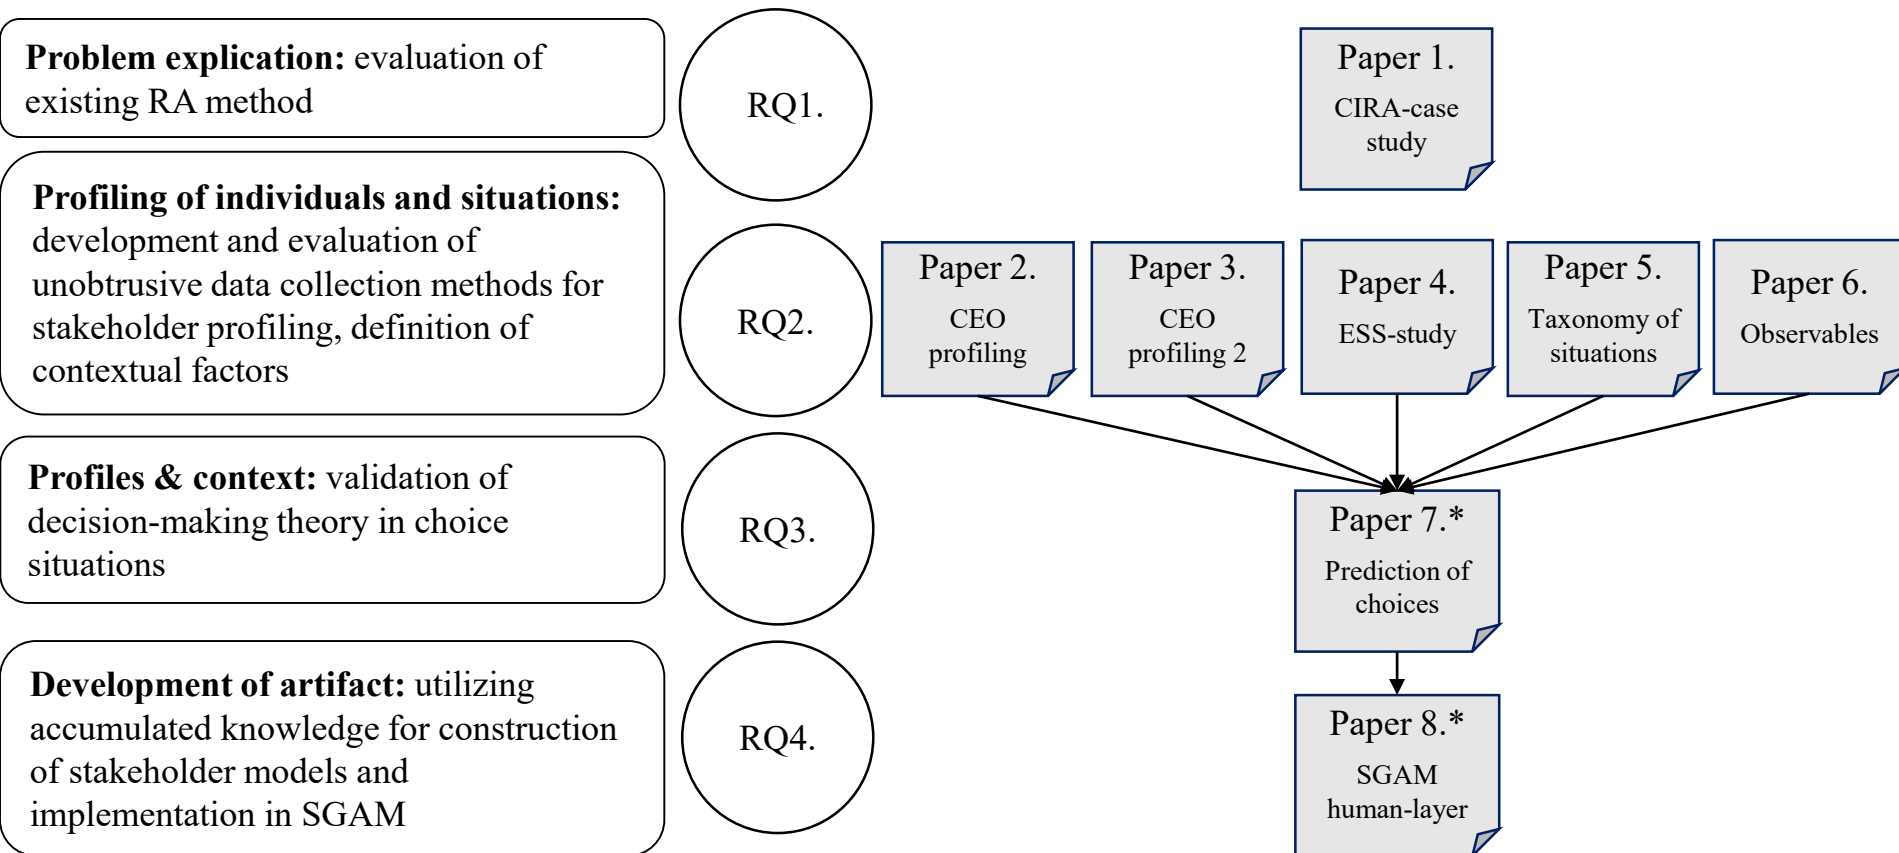 Problem explication: evaluation of
existing RA method
RQ1.
Paper 1.
CIRA-case
study
Profiling of individuals and situations:
development and evaluation of
unobtrusive data collection methods for
stakeholder profiling, definition of
contextual factors
RQ2.
Paper 2.
CEO
profiling
Paper 3.
CEO
profiling 2
Paper 4.
ESS-study
Paper 5.
Taxonomy of
situations
Paper 6.
Observables
Profiles & context: validation of
decision-making theory in choice
situations
RQ3.
Paper 7.*
Prediction of
choices
Development of artifact: utilizing
accumulated knowledge for construction
of stakeholder models and
implementation in SGAM
RQ4.
Paper 8.*
SGAM
human-layer